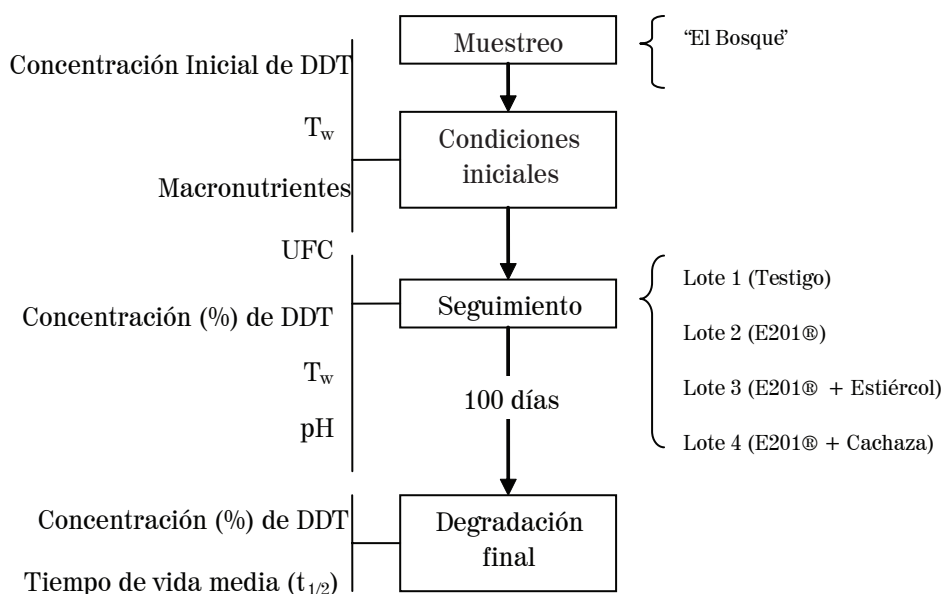 Muestreo
“El Bosque”
Concentración Inicial de DDT
T_w
Macronutrientes
Condiciones
iniciales
UFC
Concentración (%) de DDT
T_w
pH
Seguimiento
Lote 1 (Testigo)
Lote 2 (E201®)
Lote 3 (E201® + Estiércol)
Lote 4 (E201® + Cachaza)
100 días
Concentración (%) de DDT
Tiempo de vida media (t_1/2)
Degradación
final